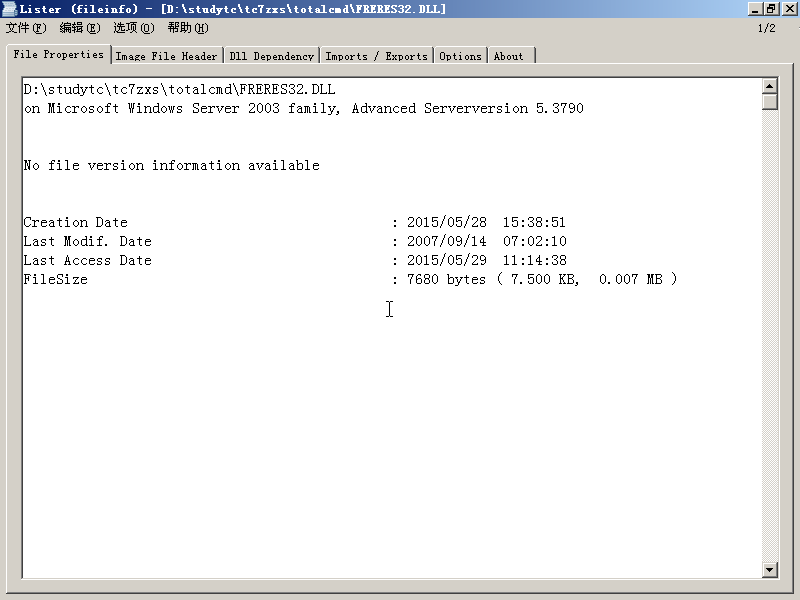 Lister (fileinfo) - [D:\studytc\tc7zxs\totalcmd\FRERES32.DLL]
文件(F) 编辑(E) 选项(O) 帮助(H) 1/2
File Properties Image File Header Dll Dependency Imports / Exports Options About
D:\studytc\tc7zxs\totalcmd\FRERES32.DLL
on Microsoft Windows Server 2003 family, Advanced Serverversion 5.3790
No file version information available
Creation Date : 2015/05/28 15:38:51
Last Modif. Date : 2007/09/14 07:02:10
Last Access Date : 2015/05/29 11:14:38
FileSize : 7680 bytes ( 7.500 KB, 0.007 MB )